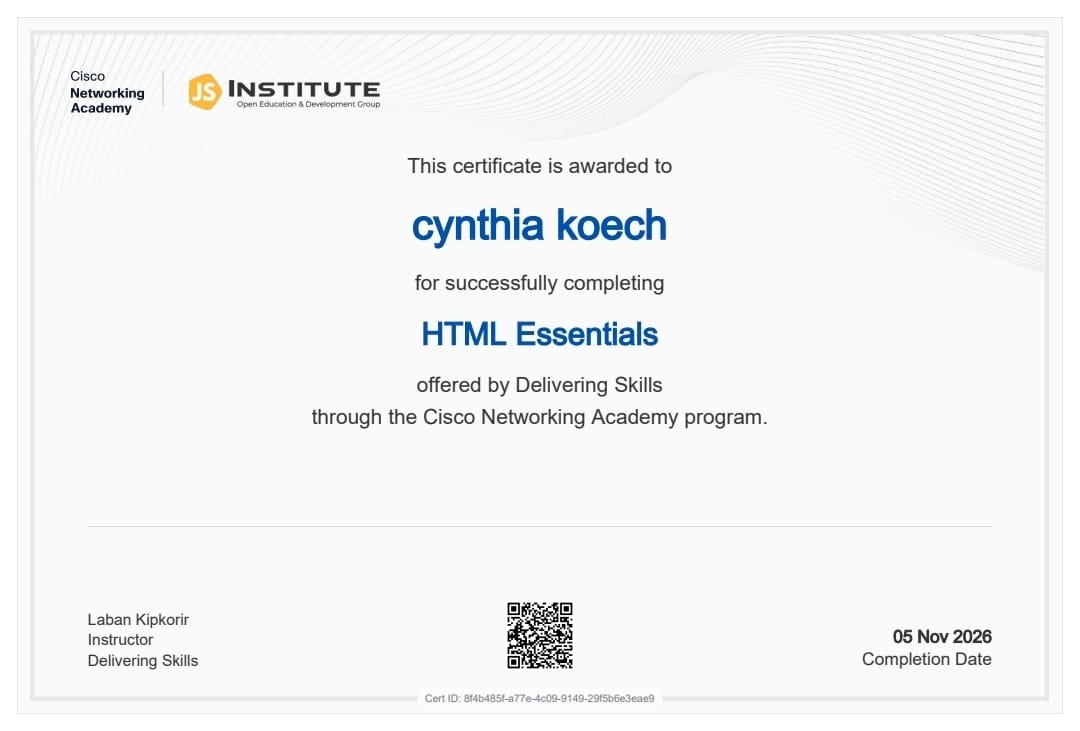 Cisco
Networking
Academy
JS INSTITUTE
Open Education & Development Group
This certificate is awarded to
cynthia koech
for successfully completing
HTML Essentials
offered by Delivering Skills
through the Cisco Networking Academy program.
Laban Kipkorir
Instructor
Delivering Skills
05 Nov 2026
Completion Date
Cert ID: 8f4b485f-a77e-4c09-9149-29f5b6e3eae9